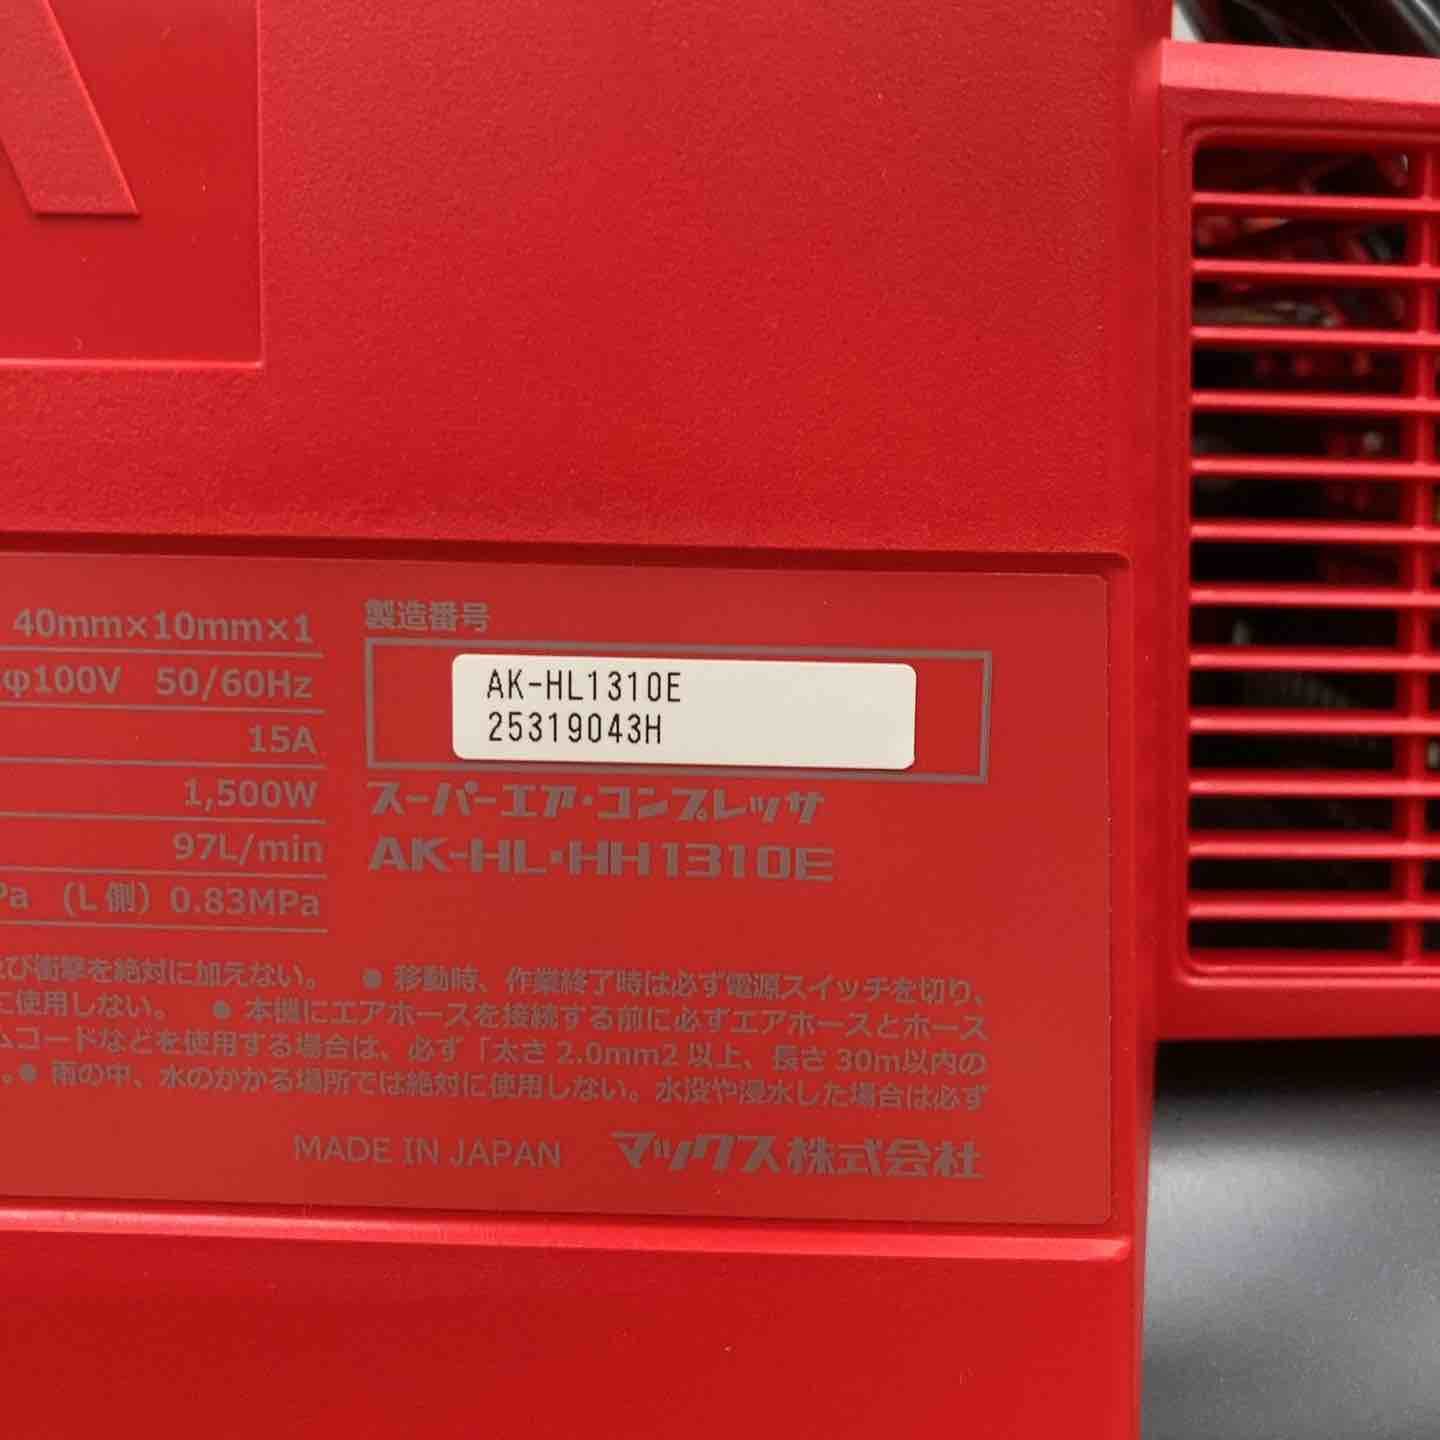 40mm×10mm×1
φ100V 50/60Hz
15A
1,500W
97L/min
Pa (L側) 0.83MPa
製造番号
AK-HL1310E
25319043H
スーパーエア・コンプレッサ
AK-HL・HH1310E
び衝撃を絶対に加えない。 ● 移動時、作業終了時は必ず電源スイッチを切り、
に使用しない。 ● 本機にエアホースを接続する前に必ずエアホースとホース
ムコードなどを使用する場合は、必ず「太さ 2.0mm2 以上、長さ 30m以内の
。● 雨の中、水のかかる場所では絶対に使用しない。水没や浸水した場合は必ず
MADE IN JAPAN マックス株式会社